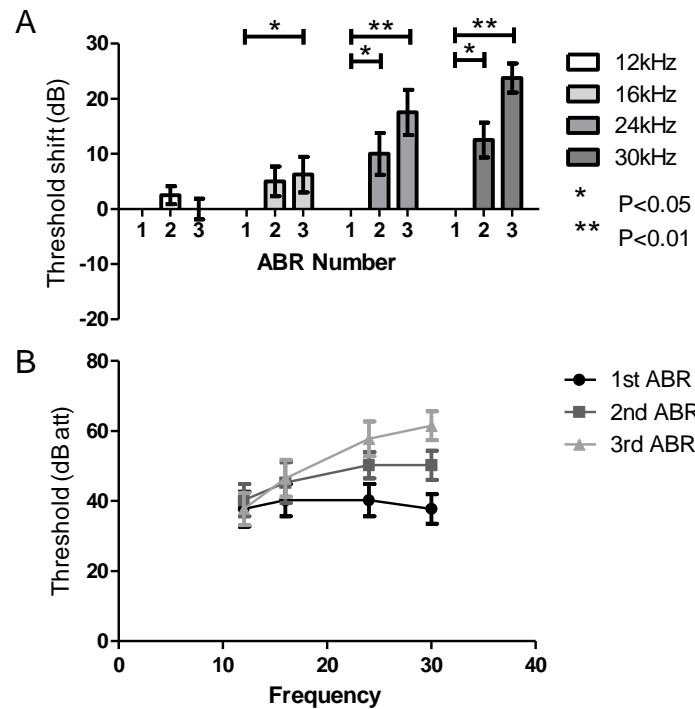 A
Threshold shift (dB)
30
20
10
0
-10
-20
* ** **
* *
1 2 3 1 2 3 1 2 3 1 2 3
ABR Number
12kHz
16kHz
24kHz
30kHz
* P<0.05
** P<0.01
B
Threshold (dB att)
80
60
40
20
0
0 10 20 30 40
Frequency
1st ABR
2nd ABR
3rd ABR